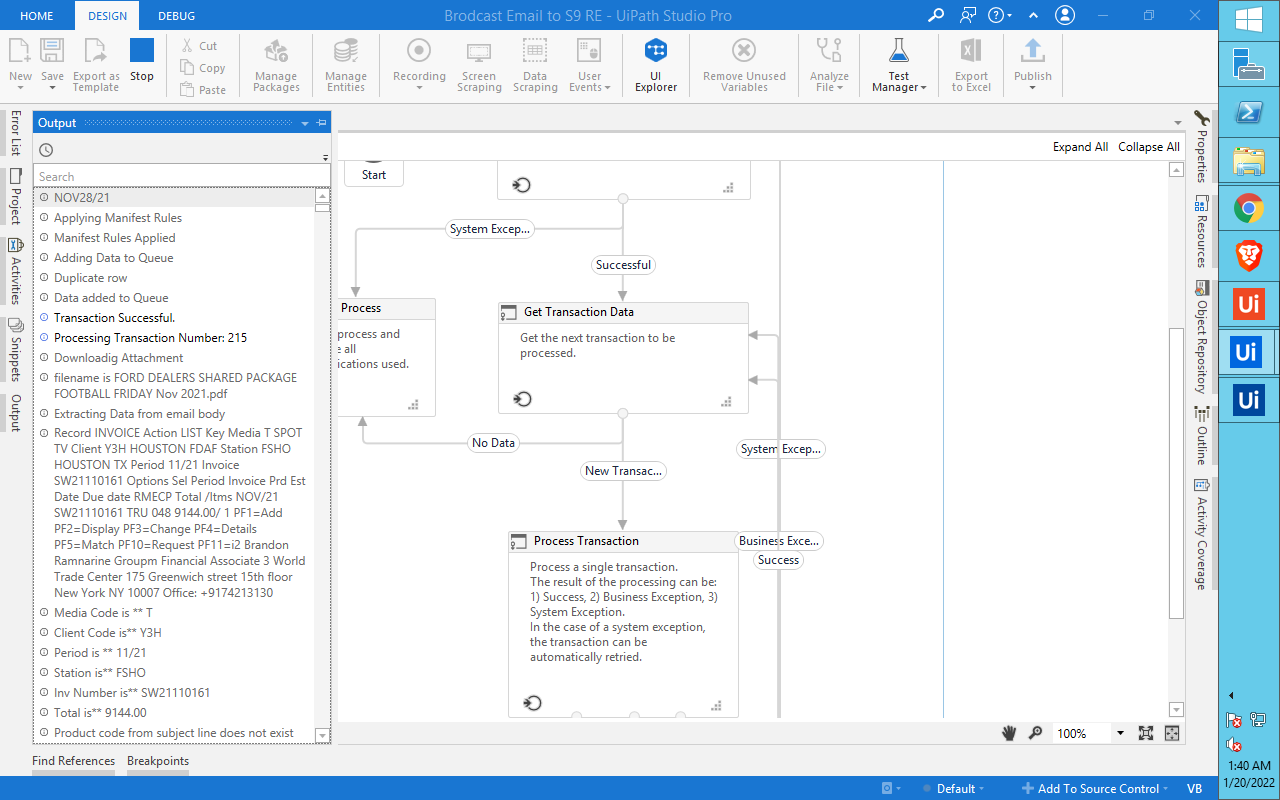 HOME DESIGN DEBUG Brodcast Email to S9 RE - UiPath Studio Pro
New Save Export as Template Stop Cut Copy Paste Manage Packages Manage Entities Recording Screen Scraping Data Scraping User Events UI Explorer Remove Unused Variables Analyze File Test Manager Export to Excel Publish
Error List
Project
Activities
Snippets
Output
Output
Search
NOV28/21
Applying Manifest Rules
Manifest Rules Applied
Adding Data to Queue
Duplicate row
Data added to Queue
Transaction Successful.
Processing Transaction Number: 215
Downloadig Attachment
filename is FORD DEALERS SHARED PACKAGE
FOOTBALL FRIDAY Nov 2021.pdf
Extracting Data from email body
Record INVOICE Action LIST Key Media T SPOT
TV Client Y3H HOUSTON FDAF Station FSHO
HOUSTON TX Period 11/21 Invoice
SW21110161 Options Sel Period Invoice Prd Est
Date Due date RMECP Total /Itms NOV/21
SW21110161 TRU 048 9144.00/ 1 PF1=Add
PF2=Display PF3=Change PF4=Details
PF5=Match PF10=Request PF11=i2 Brandon
Ramnarine Groupm Financial Associate 3 World
Trade Center 175 Greenwich street 15th floor
New York NY 10007 Office: +9174213130
Media Code is ** T
Client Code is** Y3H
Period is ** 11/21
Station is** FSHO
Inv Number is** SW21110161
Total is** 9144.00
Product code from subject line does not exist
Find References Breakpoints
Expand All Collapse All
Start
System Excep...
Successful
Process
process and
e all
ications used.
Get Transaction Data
Get the next transaction to be
processed.
No Data
New Transac...
System Excep...
Process Transaction
Business Exce...
Success
Process a single transaction.
The result of the processing can be:
1) Success, 2) Business Exception, 3)
System Exception.
In the case of a system exception,
the transaction can be
automatically retried.
100%
Properties
Resources
Object Repository
Outline
Activity Coverage
Default Add To Source Control VB
Ui
Ui
Ui
1:40 AM
1/20/2022